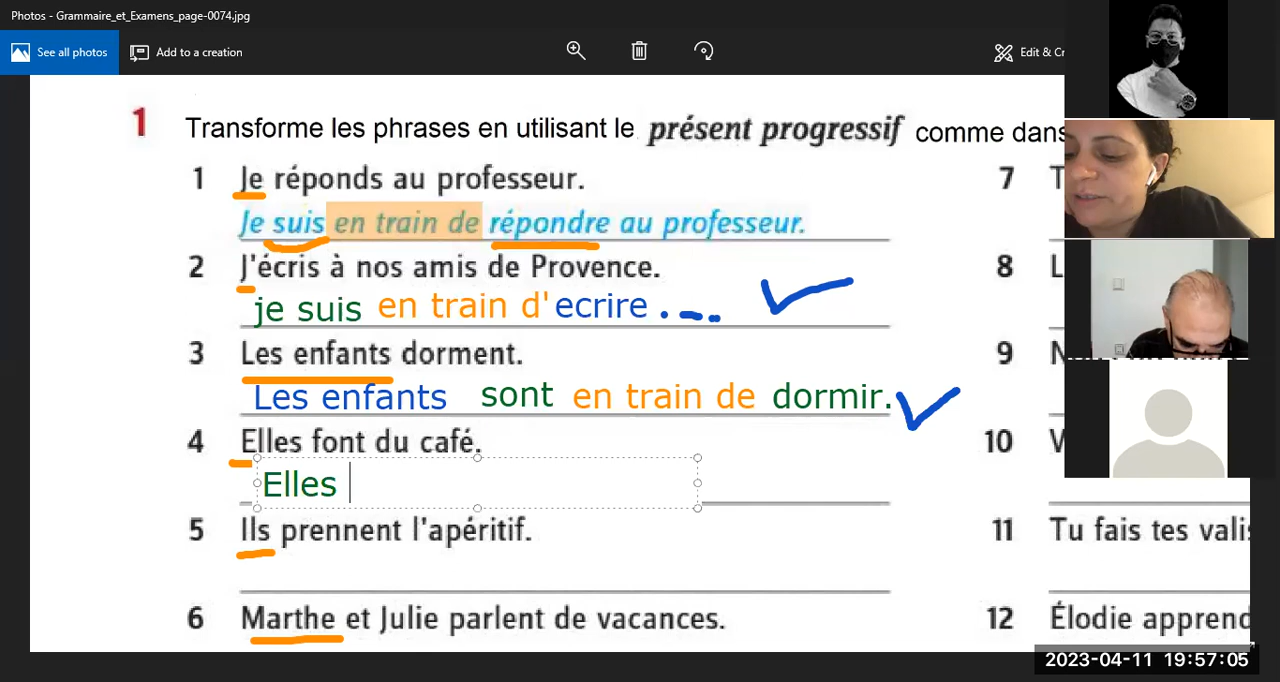 Photos - Grammaire_et_Examens_page-0074.jpg
See all photos
Add to a creation
Edit &
1 Transforme les phrases en utilisant le présent progressif comme dans
1 Je réponds au professeur.
Je suis en train de répondre au professeur.
2 J'écris à nos amis de Provence.
je suis en train d'ecrire ....
3 Les enfants dorment.
Les enfants sont en train de dormir.
4 Elles font du café.
Elles
5 Ils prennent l'apéritif.
6 Marthe et Julie parlent de vacances.
7
8
9
10
11 Tu fais tes
12 Élodie
2023-04-11 19:57:05